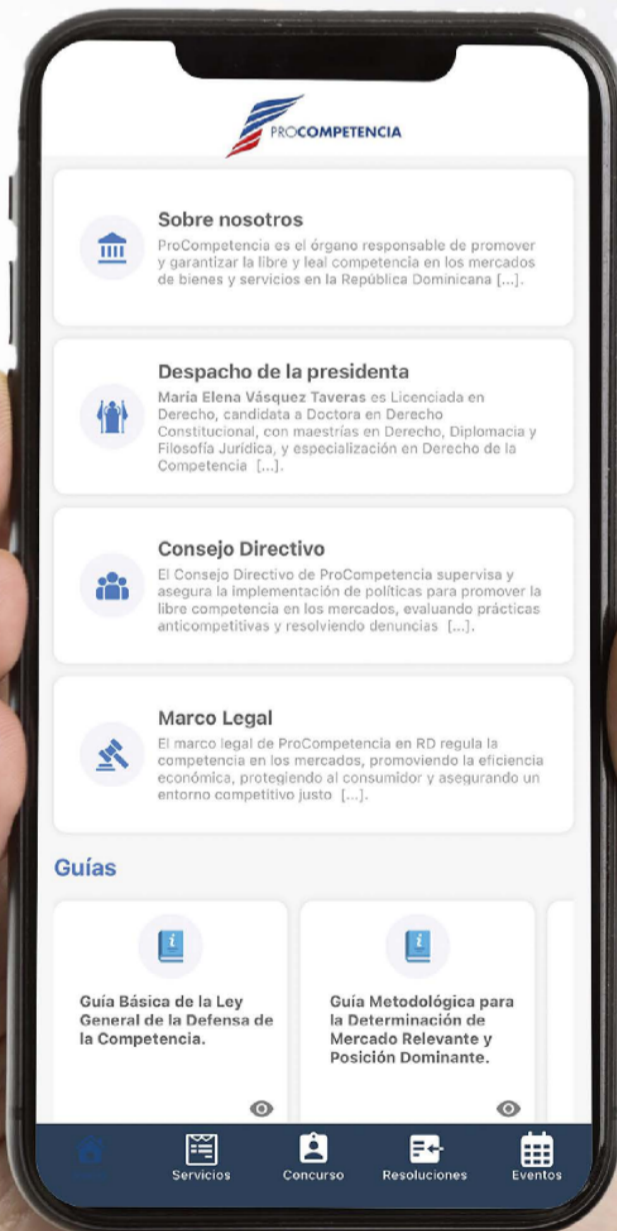 PROCOMPETENCIA
Sobre nosotros
ProCompetencia es el órgano responsable de promover
y garantizar la libre y leal competencia en los mercados
de bienes y servicios en la República Dominicana [...].
Despacho de la presidenta
María Elena Vásquez Taveras es Licenciada en
Derecho, candidata a Doctora en Derecho
Constitucional, con maestrías en Derecho, Diplomacia y
Filosofía Jurídica, y especialización en Derecho de la
Competencia [...].
Consejo Directivo
El Consejo Directivo de ProCompetencia supervisa y
asegura la implementación de políticas para promover la
libre competencia en los mercados, evaluando prácticas
anticompetitivas y resolviendo denuncias [...].
Marco Legal
El marco legal de ProCompetencia en RD regula la
competencia en los mercados, promoviendo la eficiencia
económica, protegiendo al consumidor y asegurando un
entorno competitivo justo [...].
Guías
Guía Básica de la Ley
General de la Defensa de
la Competencia.
Guía Metodológica para
la Determinación de
Mercado Relevante y
Posición Dominante.
Servicios
Concurso
Resoluciones
Eventos